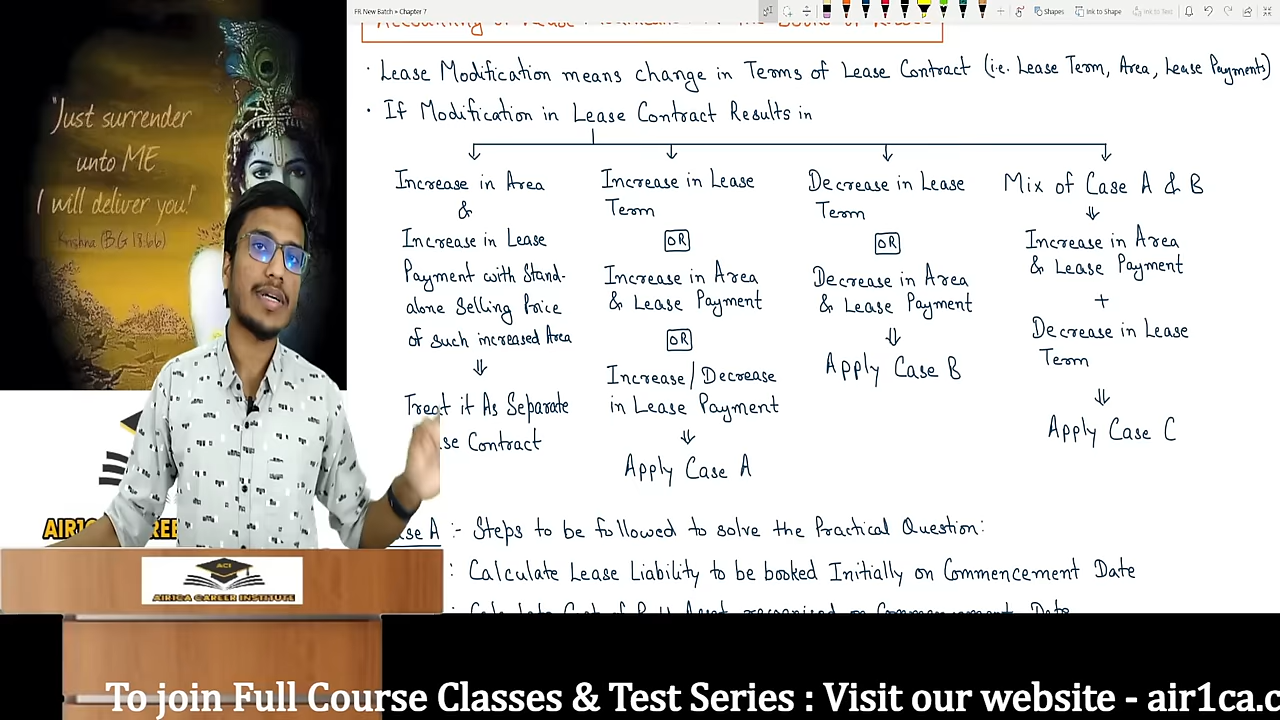 FR New Batch > Chapter 7
Shapes
Ink to Shape
Ink to Text
"Just surrender
unto ME
I will deliver you!"
Krishna (BG 18:66)
· Lease Modification means change in Terms of Lease Contract (i.e. Lease Term, Area, Lease Payments)
· If Modification in Lease Contract Results in
Increase in Area
&
Increase in Lease
Payment with Stand-
alone Selling Price
of such increased Area
Treat it As Separate
se Contract
Increase in Lease
Term
OR
Increase in Area
& Lease Payment
OR
Increase/Decrease
in Lease Payment
Apply Case A
Decrease in Lease
Term
OR
Decrease in Area
& Lease Payment
Apply Case B
Mix of Case A & B
Increase in Area
& Lease Payment
+
Decrease in Lease
Term
Apply Case C
se A :- Steps to be followed to solve the Practical Question:
: Calculate Lease Liability to be booked Initially on Commencement Date
ACI
AIR1CA CAREER INSTITUTE
To join Full Course Classes & Test Series : Visit our website - air1ca.c